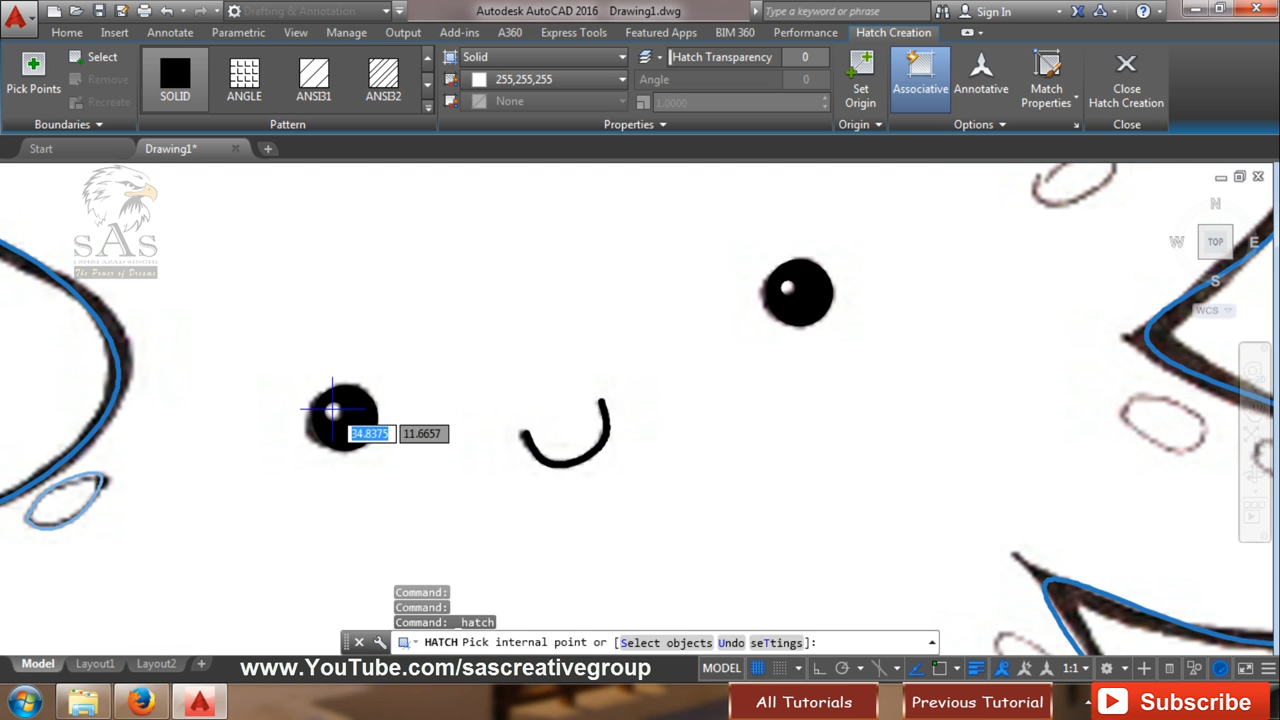 Drafting & Annotation
Autodesk AutoCAD 2016 Drawing1.dwg
Type a keyword or phrase
Sign In
Home Insert Annotate Parametric View Manage Output Add-ins A360 Express Tools Featured Apps BIM 360 Performance Hatch Creation
Pick Points
Select
Remove
Recreate
Boundaries
SOLID
ANGLE
ANSI31
ANSI32
Pattern
Solid
255,255,255
None
Hatch Transparency 0
Angle 0
1.0000
Properties
Set
Origin
Origin
Associative
Annotative
Match
Properties
Options
Close
Hatch Creation
Close
Start
Drawing1*
SAS
The Power of Dreams
N
W TOP E
S
WCS
34.8375 11.6657
Command:
Command:
Command: _hatch
HATCH Pick internal point or [Select objects Undo seTtings]:
Model Layout1 Layout2
www.YouTube.com/sascreativegroup
MODEL
1:1
All Tutorials
Previous Tutorial
Subscribe